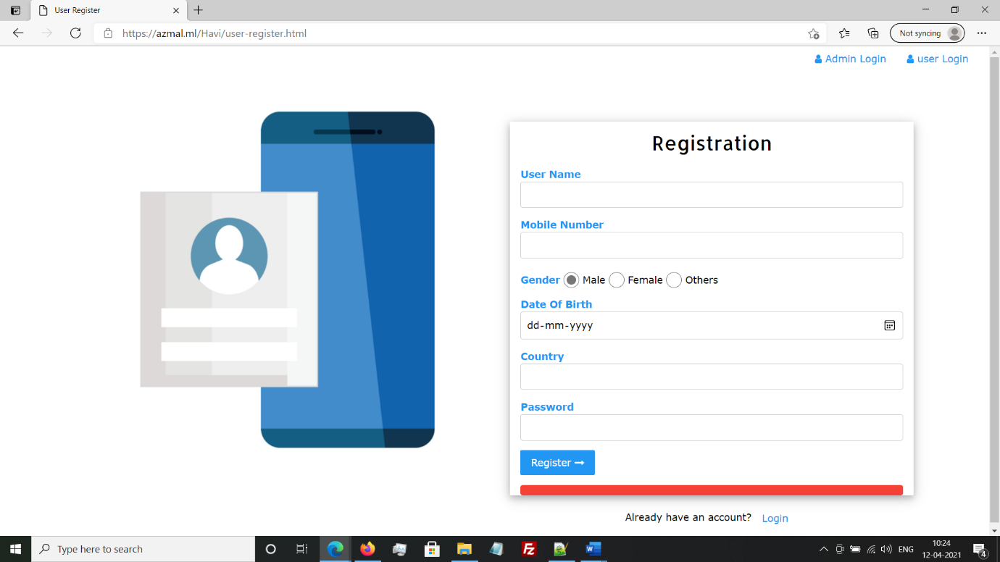 User Register
https://azmal.ml/Havi/user-register.html
Not syncing
Admin Login
user Login
Registration
User Name
Mobile Number
Gender Male Female Others
Date Of Birth
dd-mm-yyyy
Country
Password
Register
Already have an account? Login
Type here to search
ENG
10:24
12-04-2021
4